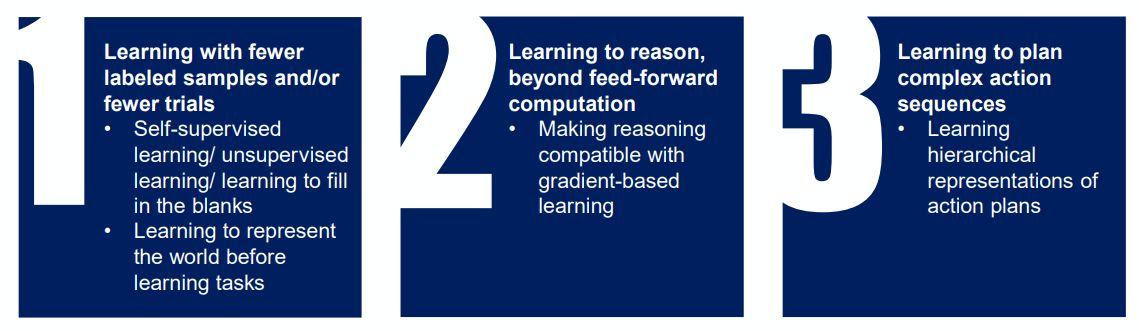 1
Learning with fewer
labeled samples and/or
fewer trials
• Self-supervised
learning/ unsupervised
learning/ learning to fill
in the blanks
• Learning to represent
the world before
learning tasks
2
Learning to reason,
beyond feed-forward
computation
• Making reasoning
compatible with
gradient-based
learning
3
Learning to plan
complex action
sequences
• Learning
hierarchical
representations of
action plans